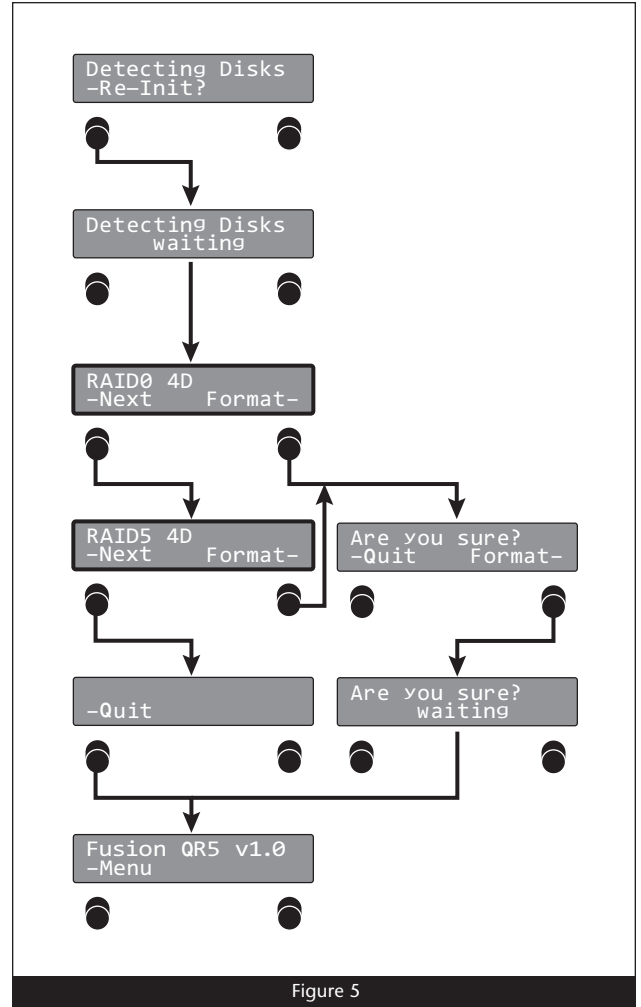 Detecting Disks
–Re–Init?
Detecting Disks
waiting
RAID0 4D
–Next Format–
RAID5 4D
–Next Format–
Are you sure?
–Quit Format–
–Quit
Are you sure?
waiting
Fusion QR5 v1.0
–Menu
Figure 5